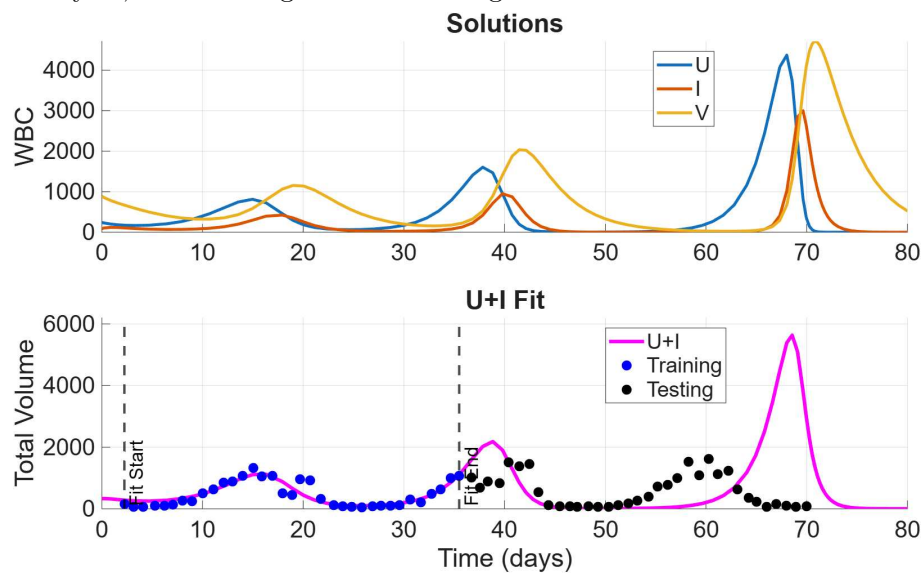 Solutions
WBC
4000
3000
2000
1000
0
U
I
V
0 10 20 30 40 50 60 70 80
U+I Fit
Total Volume
6000
4000
2000
0
Fit Start
Fit End
U+I
Training
Testing
0 10 20 30 40 50 60 70 80
Time (days)